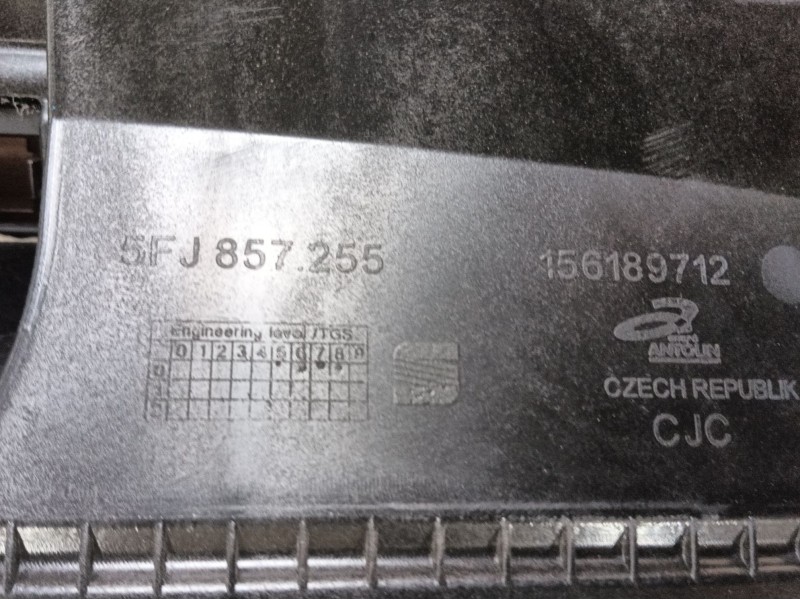 5FJ 857.255
156189712
Engineering level /TGS.
0 1 2 3 4 5 6 7 8 9
0
ANTOLIN
CZECH REPUBLIK
CJC